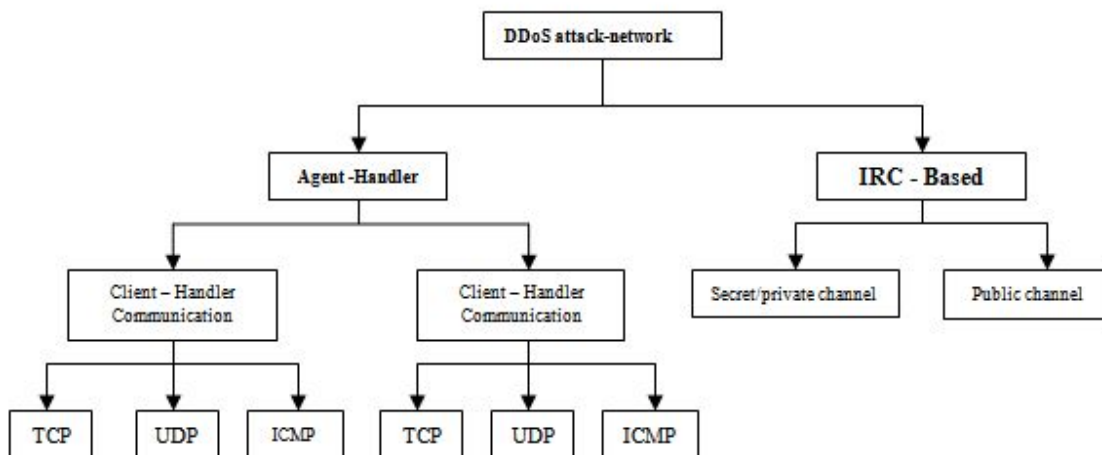 DDoS attack-network
Agent -Handler
IRC - Based
Client – Handler
Communication
Client – Handler
Communication
Secret/private channel
Public channel
TCP
UDP
ICMP
TCP
UDP
ICMP